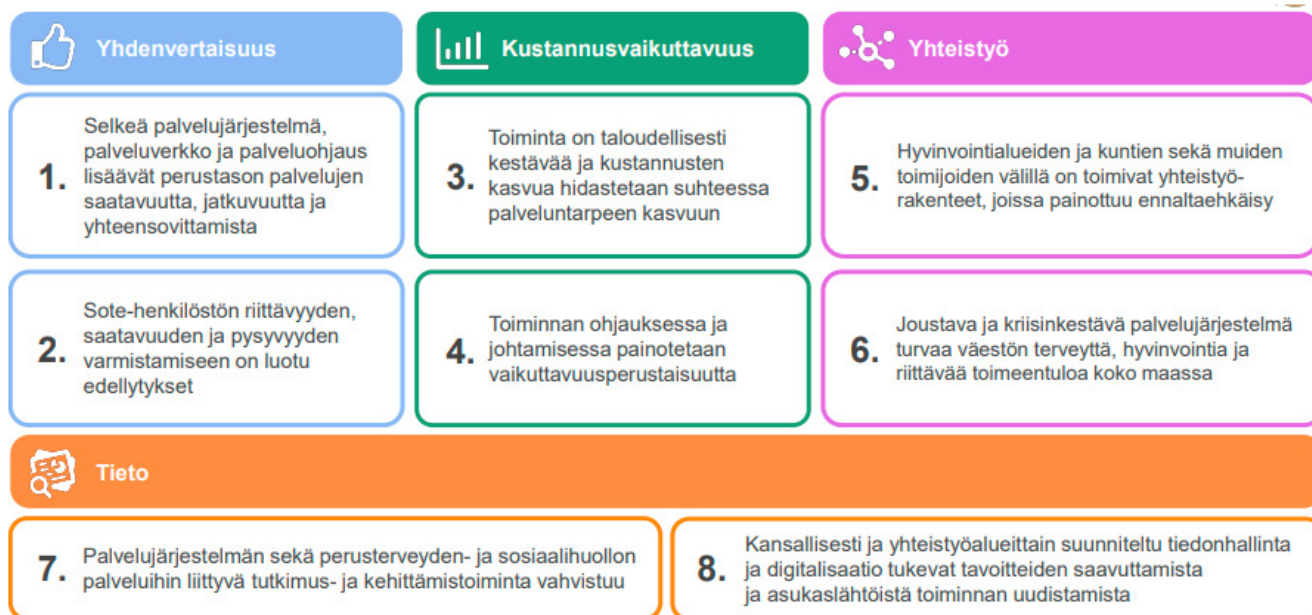 Yhdenvertaisuus
1.
Selkeä palvelujärjestelmä,
palveluverkko ja palveluohjaus
lisäävät perustason palvelujen
saatavuutta, jatkuvuutta ja
yhteensovittamista
2.
Sote-henkilöstön riittävyyden,
saatavuuden ja pysyvyyden
varmistamiseen on luotu
edellytykset
Kustannusvaikuttavuus
3.
Toiminta on taloudellisesti
kestävää ja kustannusten
kasvua hidastetaan suhteessa
palveluntarpeen kasvuun
4.
Toiminnan ohjauksessa ja
johtamisessa painotetaan
vaikuttavuusperustaisuutta
Yhteistyö
5.
Hyvinvointialueiden ja kuntien sekä muiden
toimijoiden välillä on toimivat yhteistyö-
rakenteet, joissa painottuu ennaltaehkäisy
6.
Joustava ja kriisinkestävä palvelujärjestelmä
turvaa väestön terveyttä, hyvinvointia ja
riittävää toimeentuloa koko maassa
Tieto
7.
Palvelujärjestelmän sekä perusterveyden- ja sosiaalihuollon
palveluihin liittyvä tutkimus- ja kehittämistoiminta vahvistuu
8.
Kansallisesti ja yhteistyöalueittain suunniteltu tiedonhallinta
ja digitalisaatio tukevat tavoitteiden saavuttamista
ja asukaslähtöistä toiminnan uudistamista